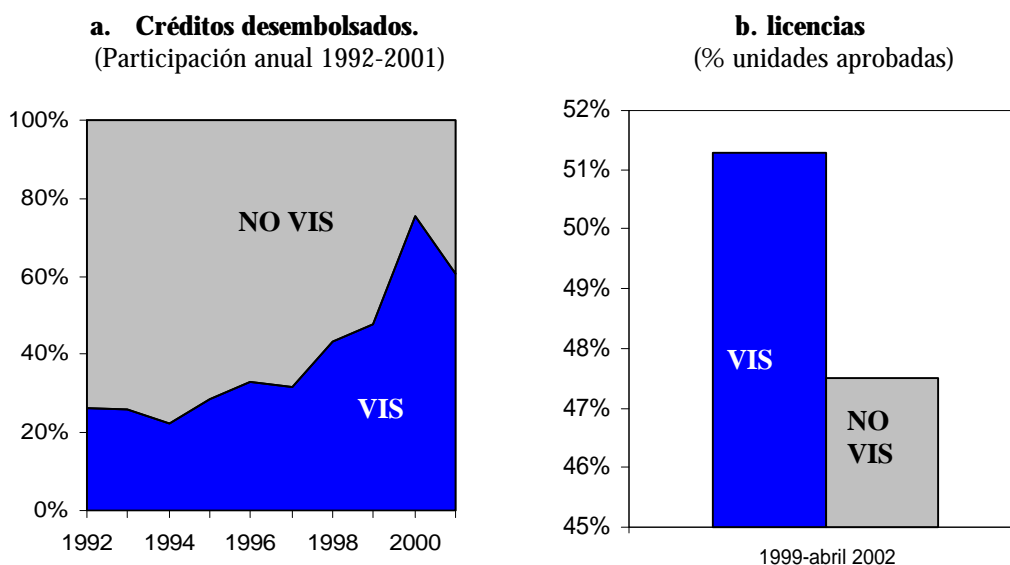 a. Créditos desembolsados.
(Participación anual 1992-2001)
100%
80%
60%
40%
20%
0%
NO VIS
VIS
1992 1994 1996 1998 2000
b. licencias
(% unidades aprobadas)
52%
51%
50%
49%
48%
47%
46%
45%
VIS
NO
VIS
1999-abril 2002